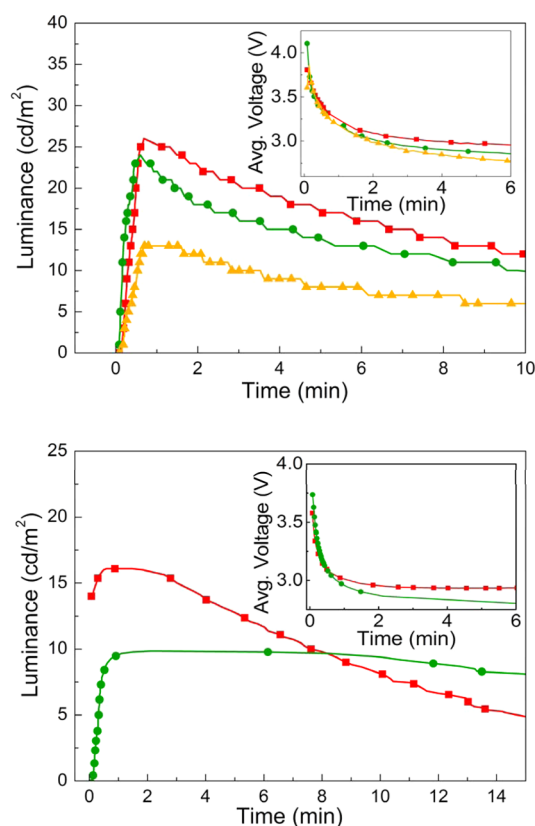 40
35
30
25
20
15
10
5
0
Luminance (cd/m²)
0 2 4 6 8 10
Time (min)
4.0
3.5
3.0
Avg. Voltage (V)
0 2 4 6
Time (min)
25
20
15
10
5
0
Luminance (cd/m²)
0 2 4 6 8 10 12 14
Time (min)
4.0
3.5
3.0
Avg. Voltage (V)
0 2 4 6
Time (min)